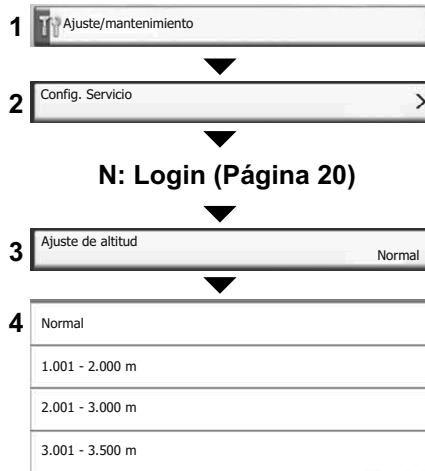 1 Ajuste/mantenimiento
2 Config. Servicio
N: Login (Página 20)
3 Ajuste de altitud
Normal
4 Normal
1.001 - 2.000 m
2.001 - 3.000 m
3.001 - 3.500 m